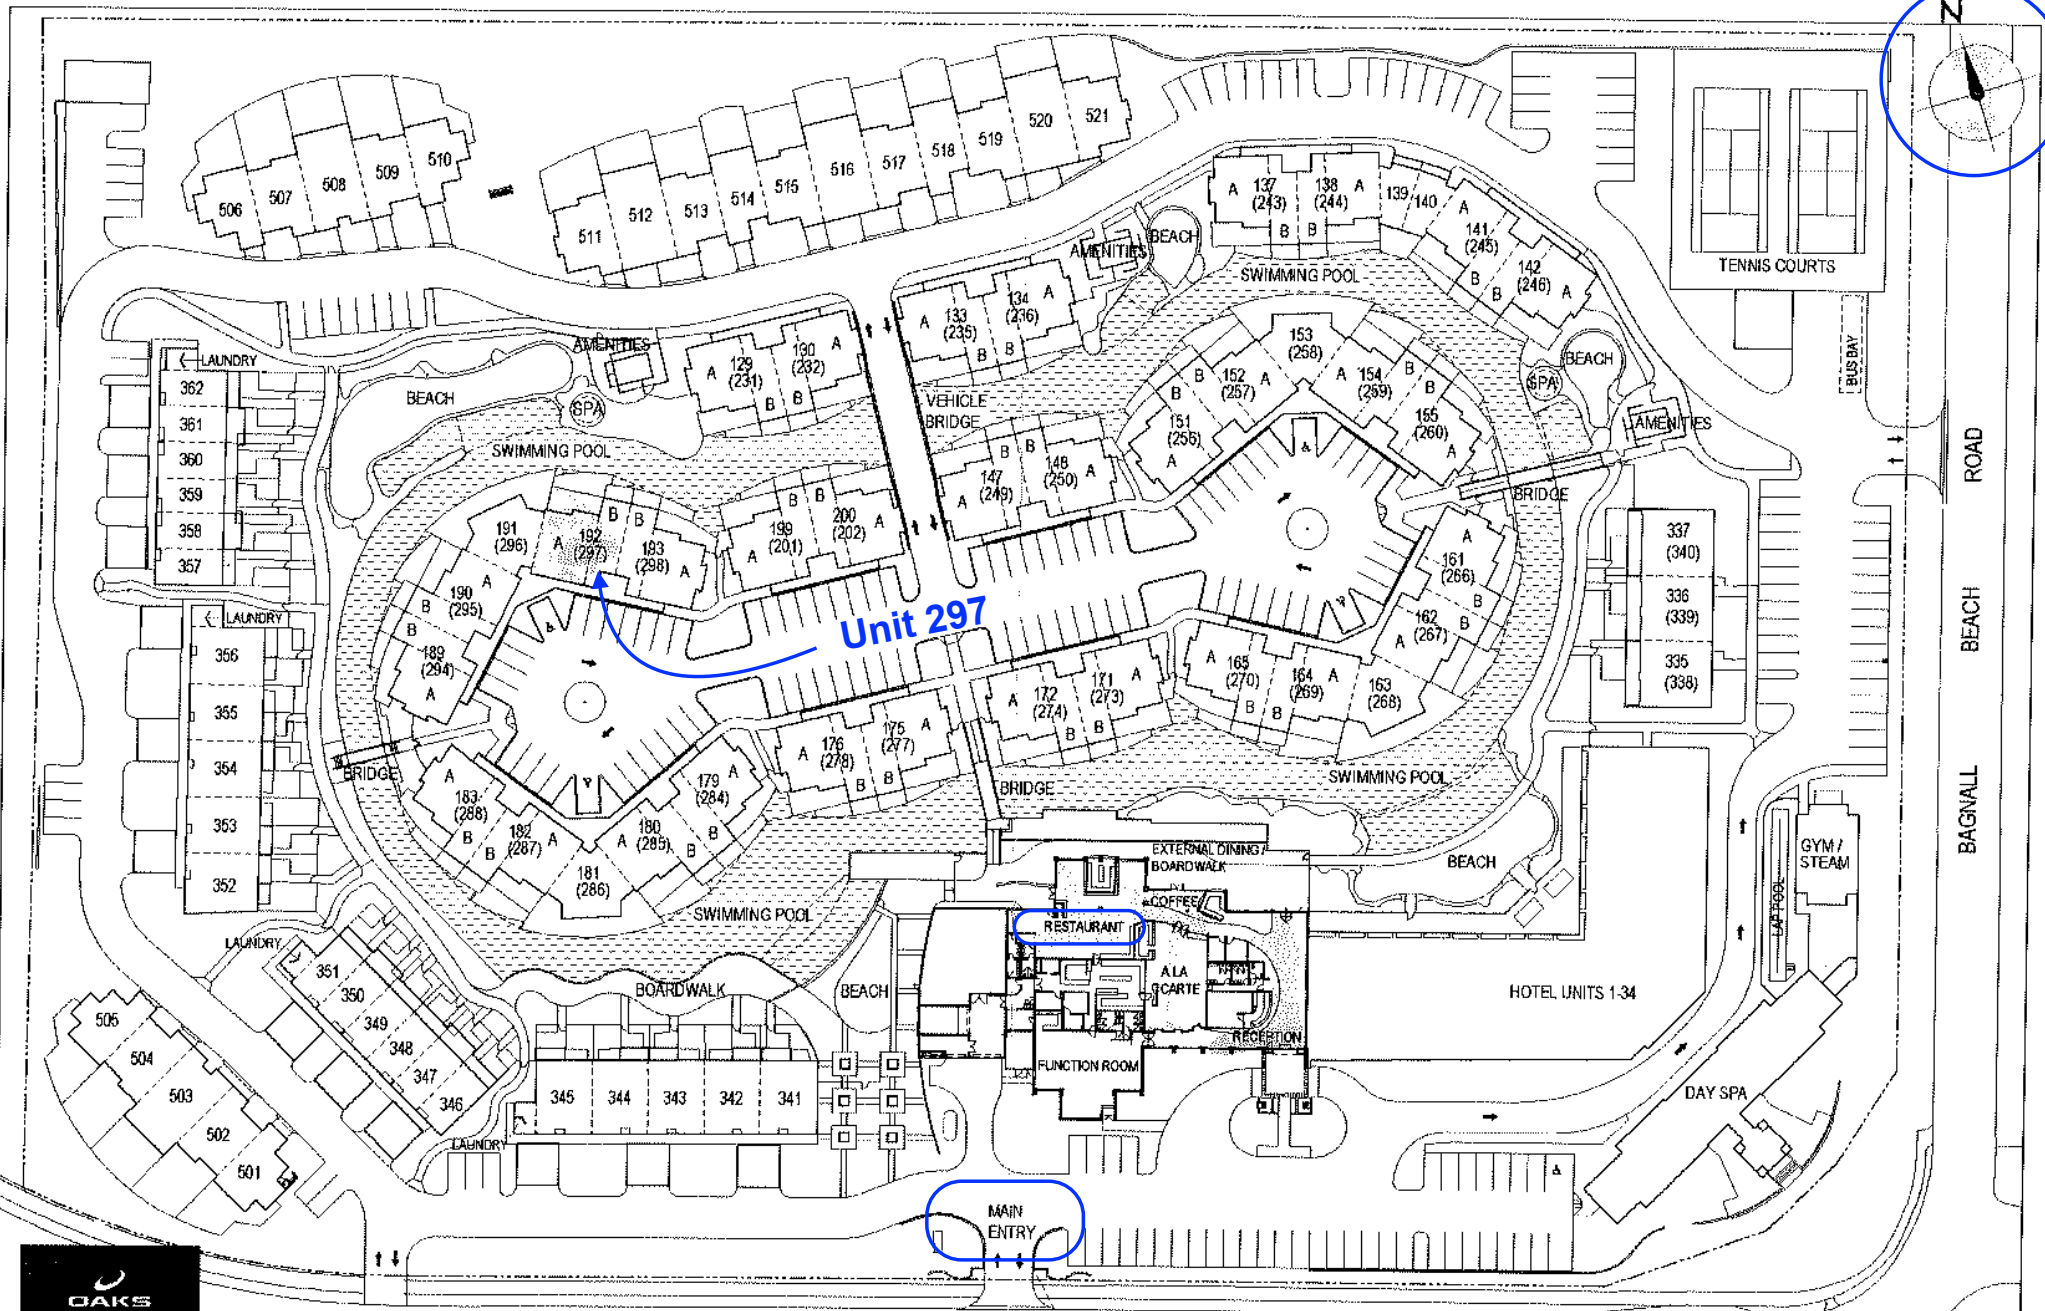 N
506
507
508
509
510
511
512
513
514
515
516
517
518
519
520
521
A
137
(243)
138
(244)
A
B
B
139
140
A
141
(245)
B
B
142
(246)
A
TENNIS COURTS
BUS BAY
BAGNALL BEACH ROAD
AMENITIES
BEACH
SWIMMING POOL
A
133
(235)
B
B
134
(236)
A
AMENITIES
A
129
(231)
B
B
130
(232)
A
LAUNDRY
362
361
360
359
358
357
BEACH
SPA
SWIMMING POOL
VEHICLE
BRIDGE
153
(258)
B
B
152
(257)
A
151
(256)
A
A
154
(259)
B
B
155
(260)
A
BEACH
SPA
AMENITIES
BRIDGE
A
147
(249)
B
B
148
(250)
A
A
199
(201)
B
B
200
(202)
A
191
(296)
A
192
(297)
B
B
193
(298)
A
A
190
(295)
B
B
189
(294)
A
Unit 297
A
161
(266)
B
162
(267)
B
A
337
(340)
336
(339)
335
(338)
LAUNDRY
356
355
354
353
352
A
165
(270)
B
164
(269)
B
A
163
(268)
A
172
(274)
B
B
171
(273)
A
A
176
(278)
B
B
175
(277)
A
BRIDGE
BRIDGE
SWIMMING POOL
A
183
(288)
B
B
182
(287)
A
181
(286)
A
180
(285)
B
B
179
(284)
A
SWIMMING POOL
EXTERNAL DINING /
BOARDWALK
COFFEE
RESTAURANT
A LA
CARTE
RECEPTION
FUNCTION ROOM
BEACH
GYM /
STEAM
LAP POOL
HOTEL UNITS 1-34
DAY SPA
BOARDWALK
BEACH
LAUNDRY
351
350
349
348
347
346
LAUNDRY
345
344
343
342
341
505
504
503
502
501
MAIN
ENTRY
OAKS